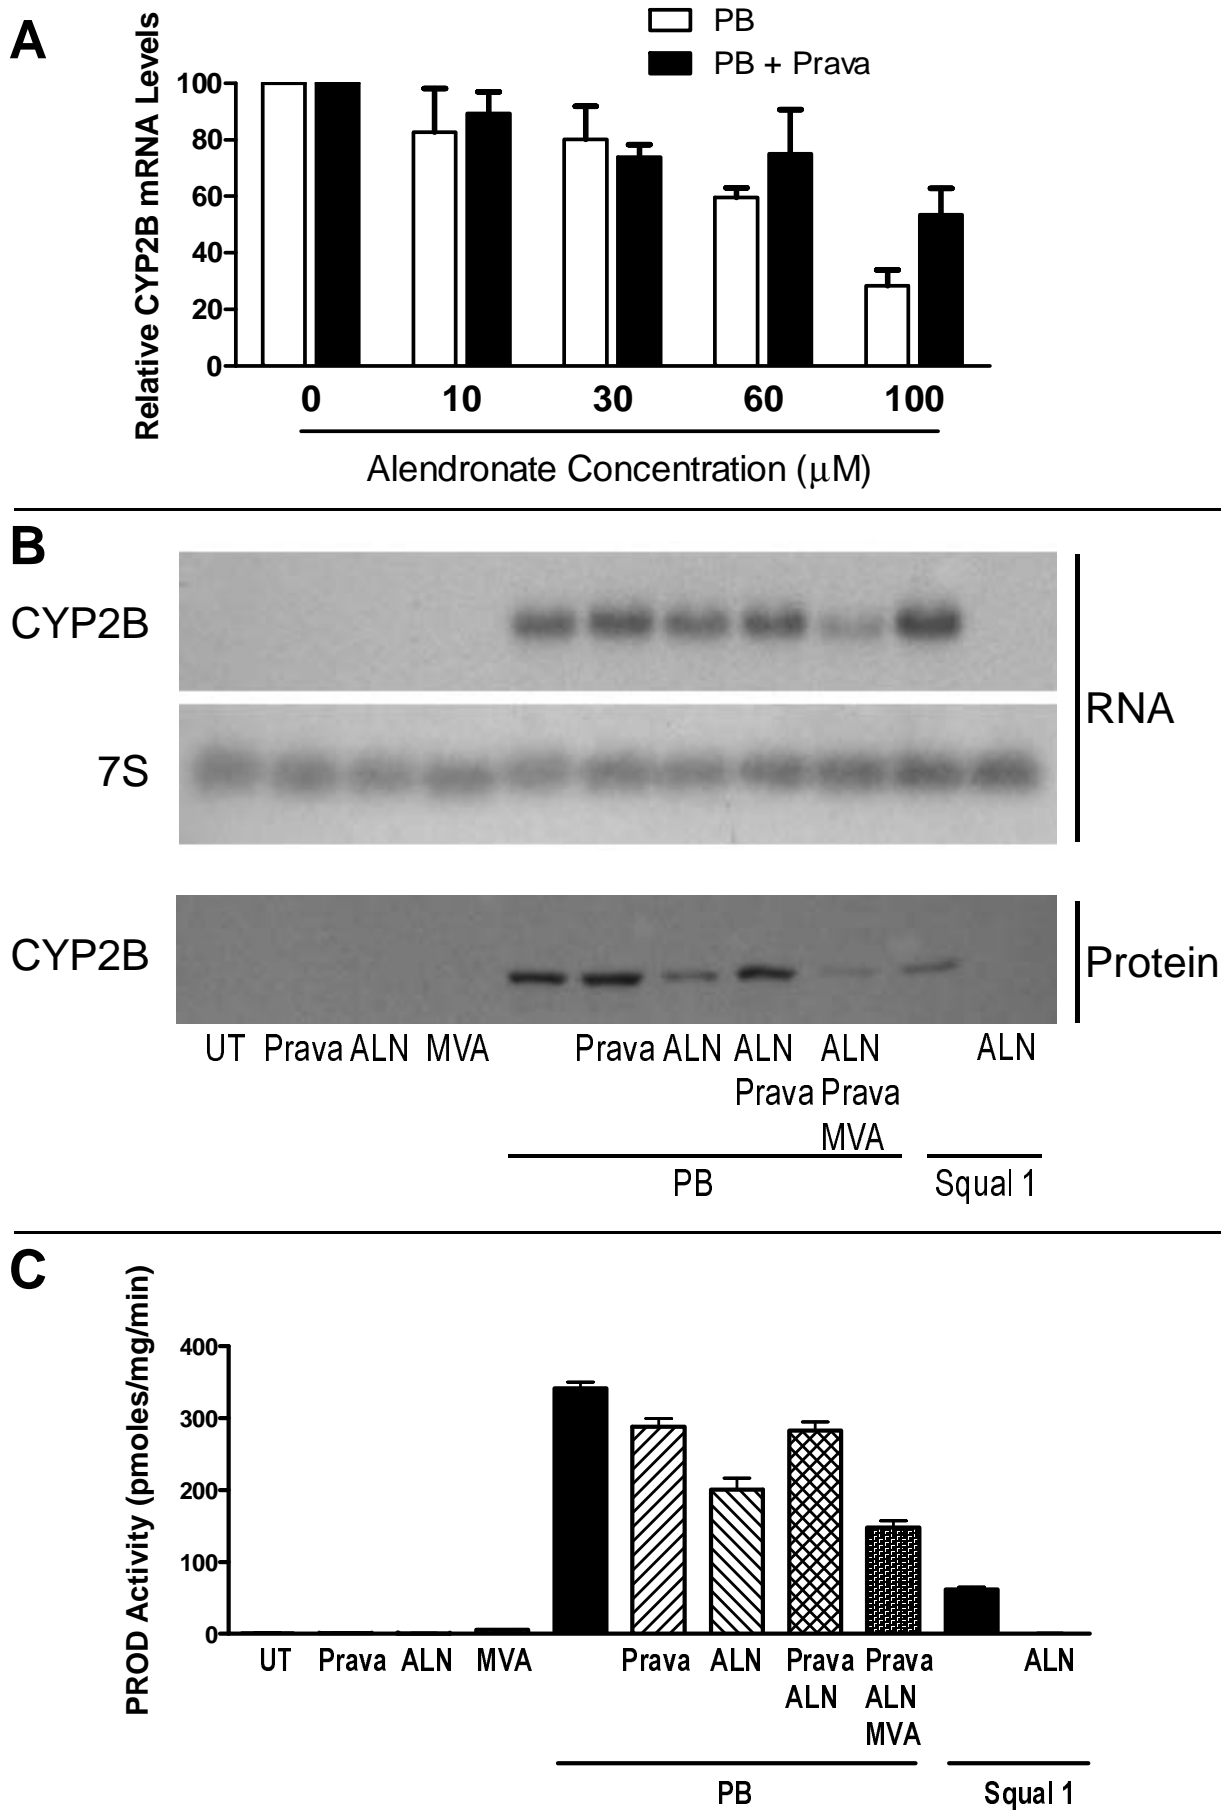 A
PB
PB + Prava
Relative CYP2B mRNA Levels
100
80
60
40
20
0
0 10 30 60 100
Alendronate Concentration (μM)
B
CYP2B
7S
RNA
CYP2B
Protein
UT Prava ALN MVA Prava ALN ALN ALN ALN
Prava Prava
MVA
PB Squal 1
C
PROD Activity (pmoles/mg/min)
400
300
200
100
0
UT Prava ALN MVA Prava ALN Prava Prava ALN
ALN ALN
MVA
PB Squal 1